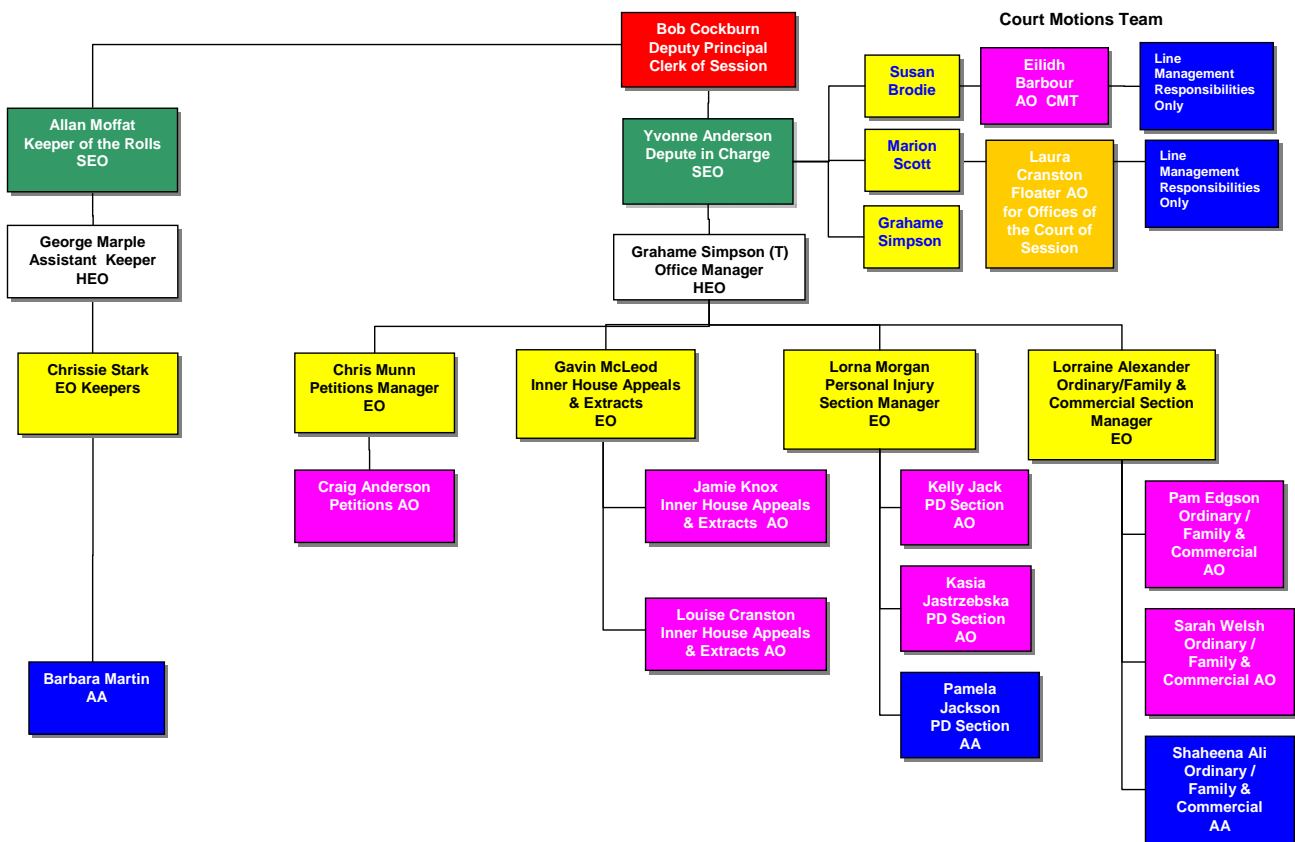 Court Motions Team
Bob Cockburn
Deputy Principal
Clerk of Session
Susan
Brodie
Eilidh
Barbour
AO CMT
Line
Management
Responsibilities
Only
Allan Moffat
Keeper of the Rolls
SEO
Yvonne Anderson
Depute in Charge
SEO
Marion
Scott
Laura
Cranston
Floater AO
for Offices of
the Court of
Session
Line
Management
Responsibilities
Only
Grahame
Simpson
George Marple
Assistant Keeper
HEO
Grahame Simpson (T)
Office Manager
HEO
Chrissie Stark
EO Keepers
Chris Munn
Petitions Manager
EO
Gavin McLeod
Inner House Appeals
& Extracts
EO
Lorna Morgan
Personal Injury
Section Manager
EO
Lorraine Alexander
Ordinary/Family &
Commercial Section
Manager
EO
Craig Anderson
Petitions AO
Jamie Knox
Inner House Appeals
& Extracts AO
Kelly Jack
PD Section
AO
Pam Edgson
Ordinary /
Family &
Commercial
AO
Louise Cranston
Inner House Appeals
& Extracts AO
Kasia
Jastrzebska
PD Section
AO
Sarah Welsh
Ordinary /
Family &
Commercial AO
Barbara Martin
AA
Pamela
Jackson
PD Section
AA
Shaheena Ali
Ordinary /
Family &
Commercial
AA